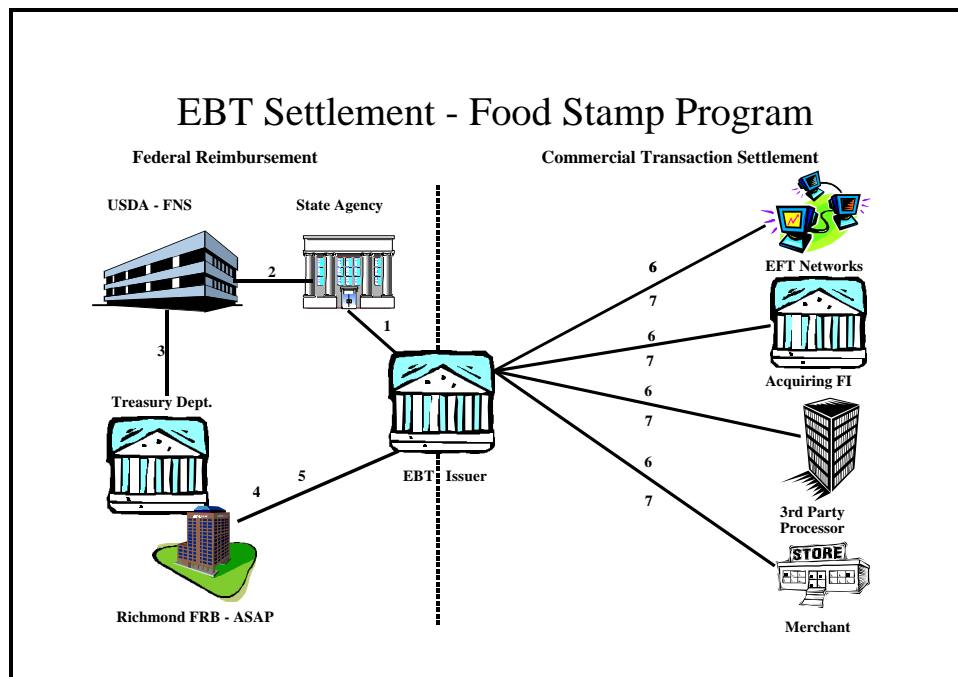 EBT Settlement - Food Stamp Program
Federal Reimbursement
Commercial Transaction Settlement
USDA - FNS
State Agency
2
1
3
Treasury Dept.
4
5
EBT Issuer
Richmond FRB - ASAP
6
7
EFT Networks
6
7
Acquiring FI
6
7
3rd Party
Processor
6
7
STORE
Merchant